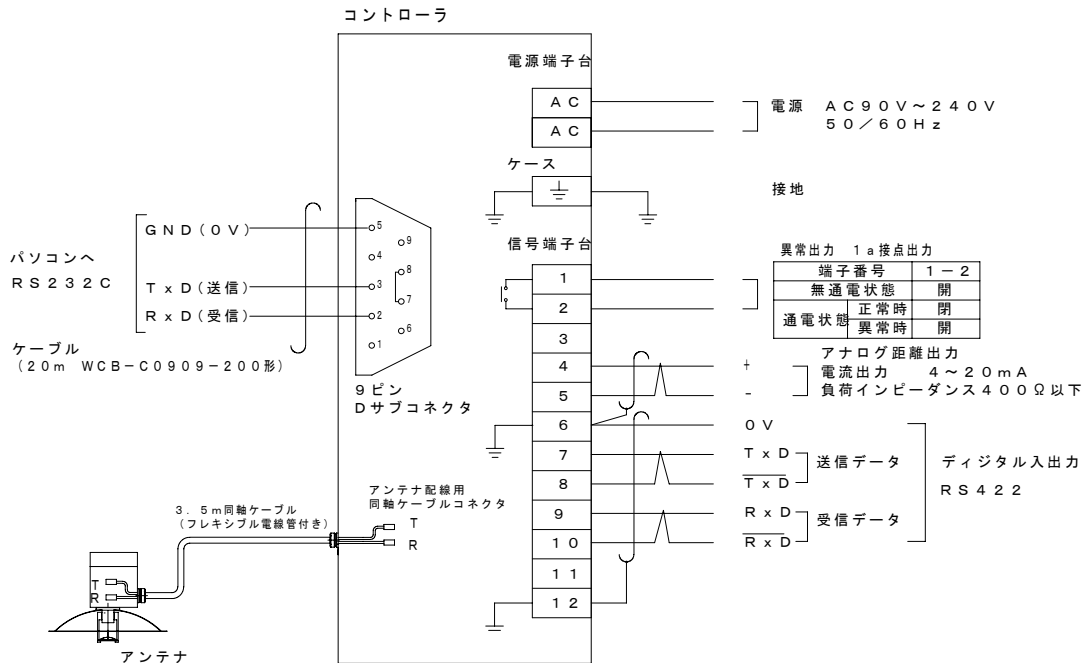 コントローラ
電源端子台
AC
AC
電源 AC90V～240V
50/60Hz
ケース
接地
GND(0V)
パソコンへ
RS232C
TxD(送信)
RxD(受信)
5
9
4
8
3
7
2
6
1
ケーブル
(20m WCB-C0909-200形)
9ピン
Dサブコネクタ
信号端子台
1
2
3
4
5
6
7
8
9
10
11
12
異常出力 1a接点出力
端子番号 1-2
無通電状態 開
通電状態 正常時 閉
異常時 開
アナログ距離出力
+ 電流出力 4～20mA
- 負荷インピーダンス400Ω以下
0V
TxD
送信データ
TxD
RxD
受信データ
RxD
ディジタル入出力
RS422
アンテナ配線用
同軸ケーブルコネクタ
T
R
3.5m同軸ケーブル
(フレキシブル電線管付き)
T
R
アンテナ